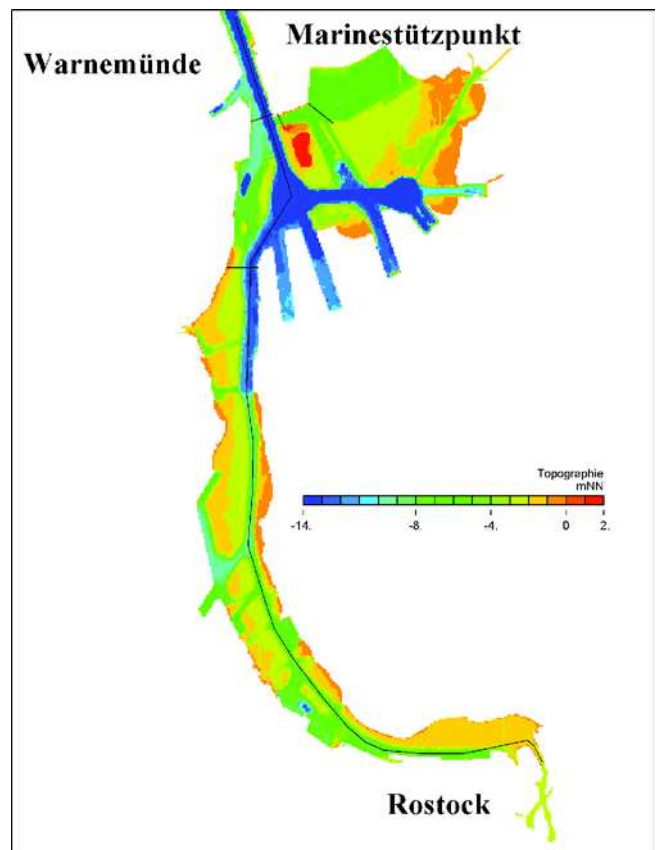 Marinestützpunkt
Warnemünde
Topographie
mNN
-14. -8. -4. 0 2.
Rostock